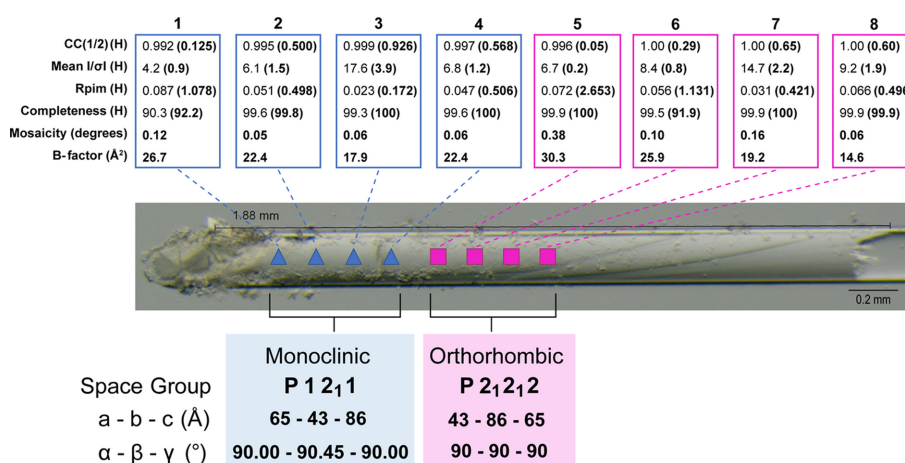 1 2 3 4 5 6 7 8
CC(1/2) (H) 0.992 (0.125) 0.995 (0.500) 0.999 (0.926) 0.997 (0.568) 0.996 (0.05) 1.00 (0.29) 1.00 (0.65) 1.00 (0.60)
Mean I/σI (H) 4.2 (0.9) 6.1 (1.5) 17.6 (3.9) 6.8 (1.2) 6.7 (0.2) 8.4 (0.8) 14.7 (2.2) 9.2 (1.9)
Rpim (H) 0.087 (1.078) 0.051 (0.498) 0.023 (0.172) 0.047 (0.506) 0.072 (2.653) 0.056 (1.131) 0.031 (0.421) 0.066 (0.496
Completeness (H) 90.3 (92.2) 99.6 (99.8) 99.3 (100) 99.6 (100) 99.9 (100) 99.5 (91.9) 99.9 (100) 99.9 (99.9)
Mosaicity (degrees) 0.12 0.05 0.06 0.06 0.38 0.10 0.16 0.06
B-factor (Å²) 26.7 22.4 17.9 22.4 30.3 25.9 19.2 14.6
1.88 mm
0.2 mm
Monoclinic Orthorhombic
Space Group P 1 2₁ 1 P 2₁2₁2
a - b - c (Å) 65 - 43 - 86 43 - 86 - 65
α - β - γ (°) 90.00 - 90.45 - 90.00 90 - 90 - 90